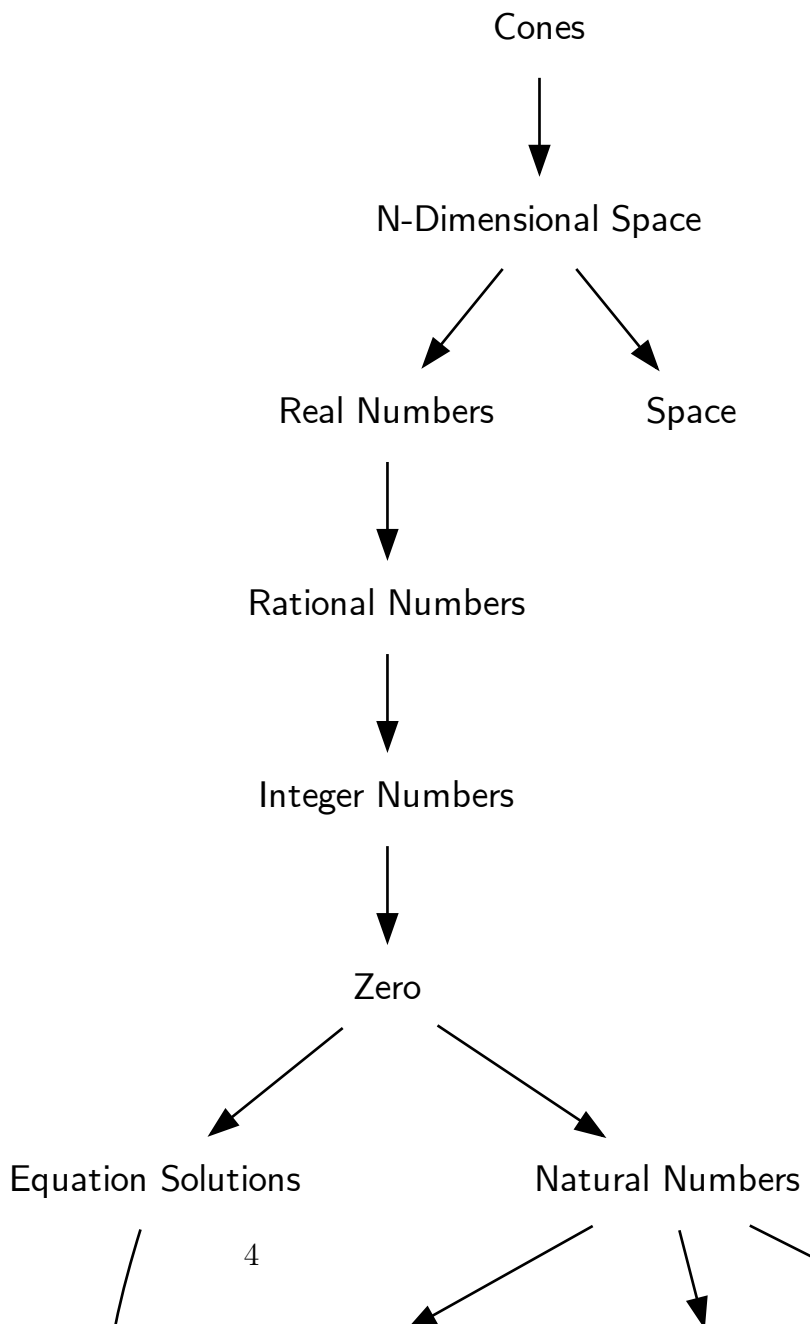 Cones
N-Dimensional Space
Real Numbers
Space
Rational Numbers
Integer Numbers
Zero
Equation Solutions
Natural Numbers
4